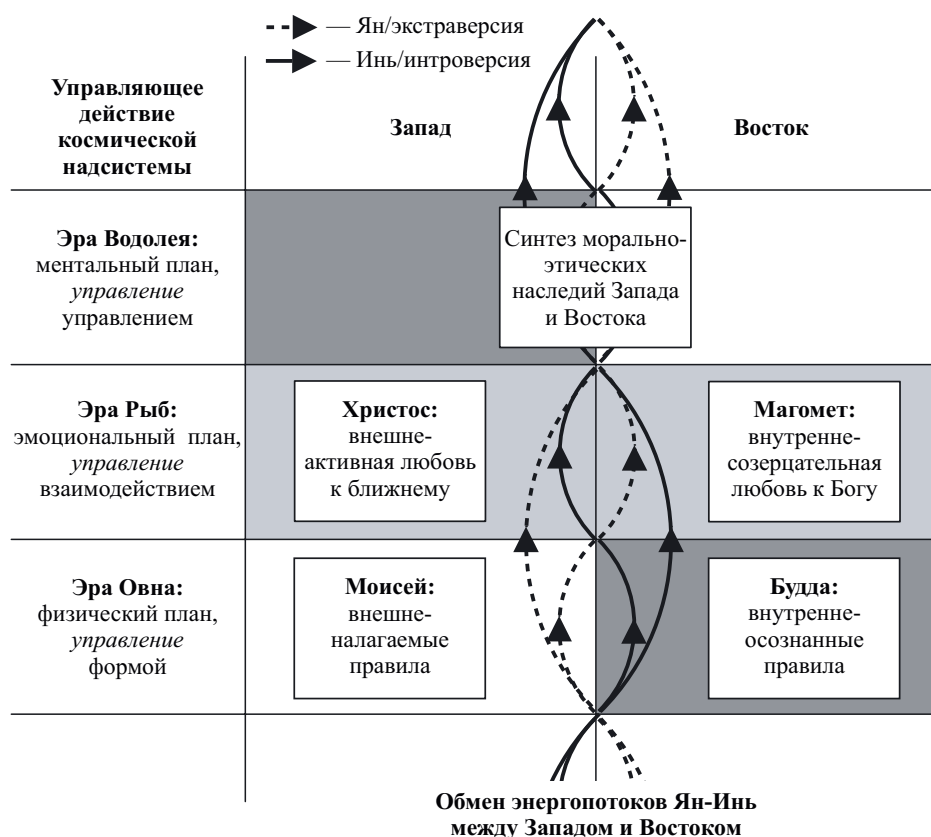 — Ян/экстраверсия
— Инь/интроверсия
Управляющее
действие
космической
надсистемы
Запад
Восток
Эра Водолея:
ментальный план,
управление
управлением
Синтез морально-
этических
наследий Запада
и Востока
Эра Рыб:
эмоциональный план,
управление
взаимодействием
Христос:
внешне-
активная любовь
к ближнему
Магомет:
внутренне-
созерцательная
любовь к Богу
Эра Овна:
физический план,
управление
формой
Моисей:
внешне-
налагаемые
правила
Будда:
внутренне-
осознанные
правила
Обмен энергопотоков Ян-Инь
между Западом и Востоком